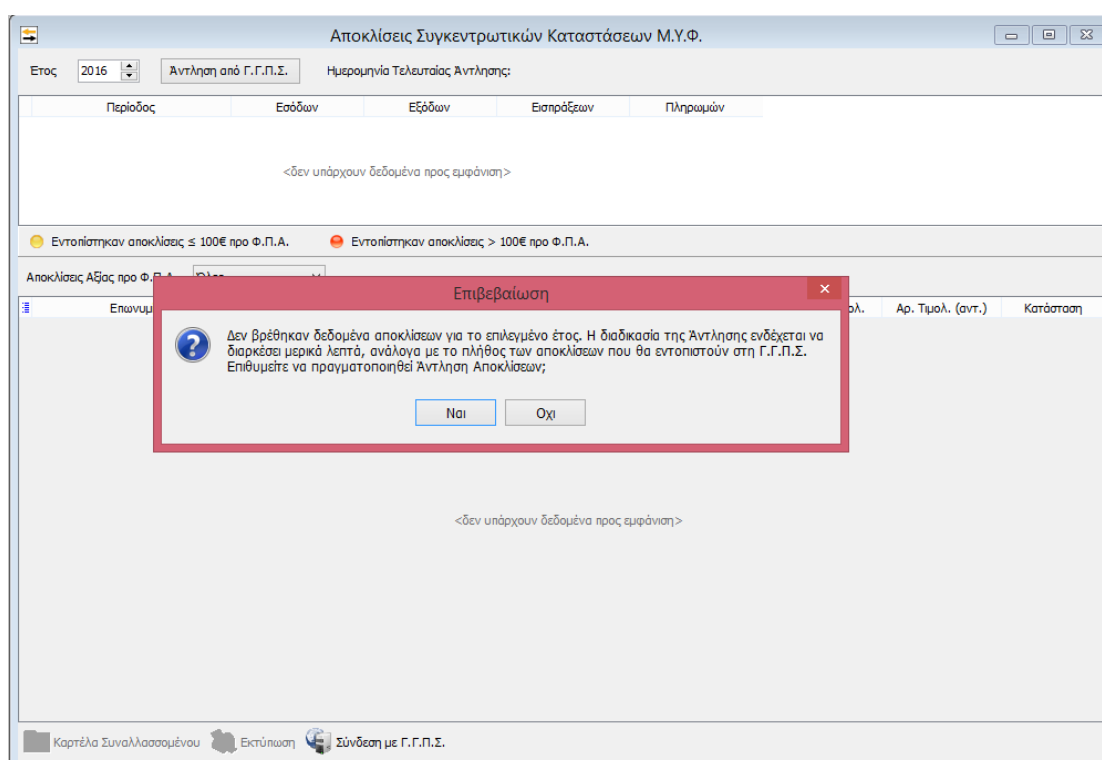 Αποκλίσεις Συγκεντρωτικών Καταστάσεων Μ.Υ.Φ.
Ετος 2016 Άντληση από Γ.Γ.Π.Σ. Ημερομηνία Τελευταίας Άντλησης:
Περίοδος Εσόδων Εξόδων Εισπράξεων Πληρωμών
<δεν υπάρχουν δεδομένα προς εμφάνιση>
Εντοπίστηκαν αποκλίσεις ≤ 100€ προ Φ.Π.Α. Εντοπίστηκαν αποκλίσεις > 100€ προ Φ.Π.Α.
Αποκλίσεις Αξίας προ Φ.Π.Α.
Επωνυμ ολ. Αρ. Τιμολ. (αντ.) Κατάσταση
Επιβεβαίωση
Δεν βρέθηκαν δεδομένα αποκλίσεων για το επιλεγμένο έτος. Η διαδικασία της Άντλησης ενδέχεται να
διαρκέσει μερικά λεπτά, ανάλογα με το πλήθος των αποκλίσεων που θα εντοπιστούν στη Γ.Γ.Π.Σ.
Επιθυμείτε να πραγματοποιηθεί Άντληση Αποκλίσεων;
Ναι Οχι
<δεν υπάρχουν δεδομένα προς εμφάνιση>
Καρτέλα Συναλλασσομένου Εκτύπωση Σύνδεση με Γ.Γ.Π.Σ.